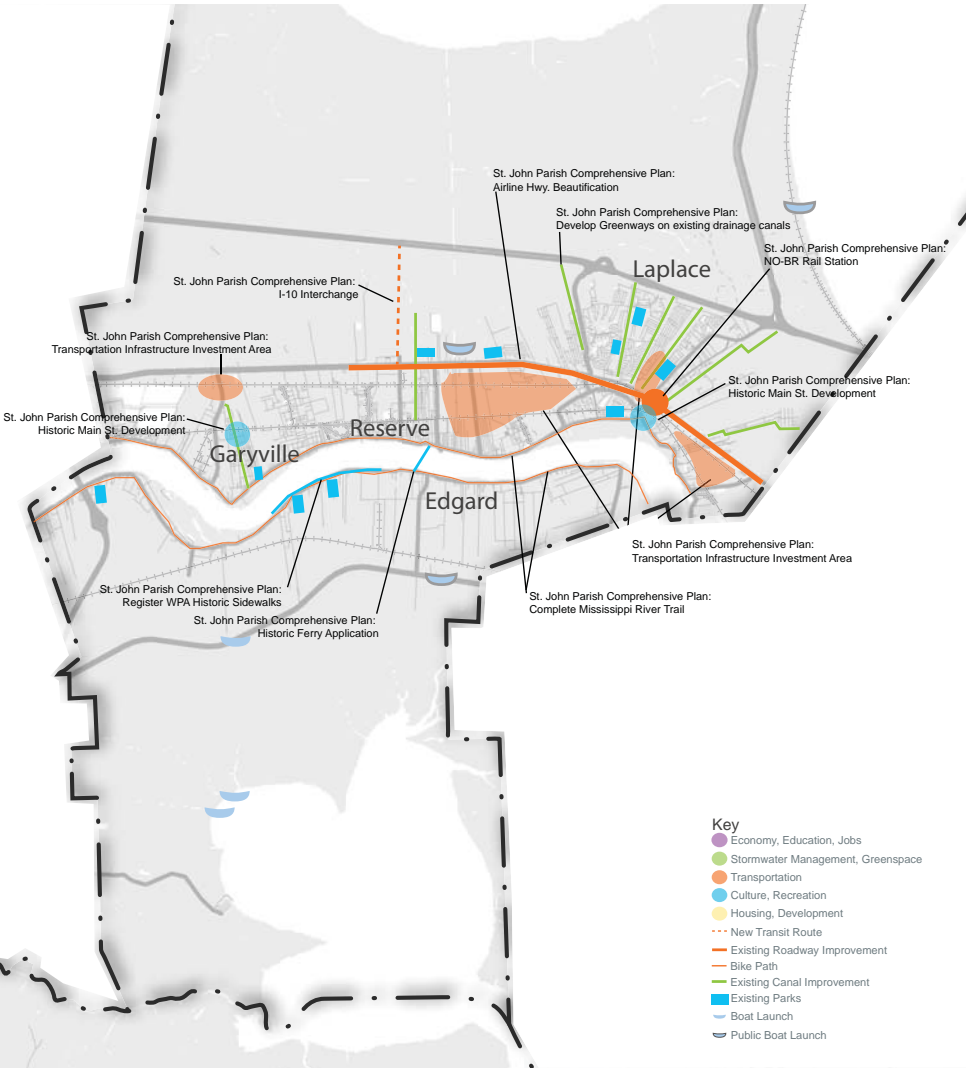 St. John Parish Comprehensive Plan:
Airline Hwy. Beautification
St. John Parish Comprehensive Plan:
Develop Greenways on existing drainage canals
St. John Parish Comprehensive Plan:
NO-BR Rail Station
Laplace
St. John Parish Comprehensive Plan:
I-10 Interchange
St. John Parish Comprehensive Plan:
Transportation Infrastructure Investment Area
St. John Parish Comprehensive Plan:
Historic Main St. Development
St. John Parish Comprehensive Plan:
Historic Main St. Development
Reserve
Garyville
Edgard
St. John Parish Comprehensive Plan:
Transportation Infrastructure Investment Area
St. John Parish Comprehensive Plan:
Register WPA Historic Sidewalks
St. John Parish Comprehensive Plan:
Complete Mississippi River Trail
St. John Parish Comprehensive Plan:
Historic Ferry Application
Key
Economy, Education, Jobs
Stormwater Management, Greenspace
Transportation
Culture, Recreation
Housing, Development
New Transit Route
Existing Roadway Improvement
Bike Path
Existing Canal Improvement
Existing Parks
Boat Launch
Public Boat Launch